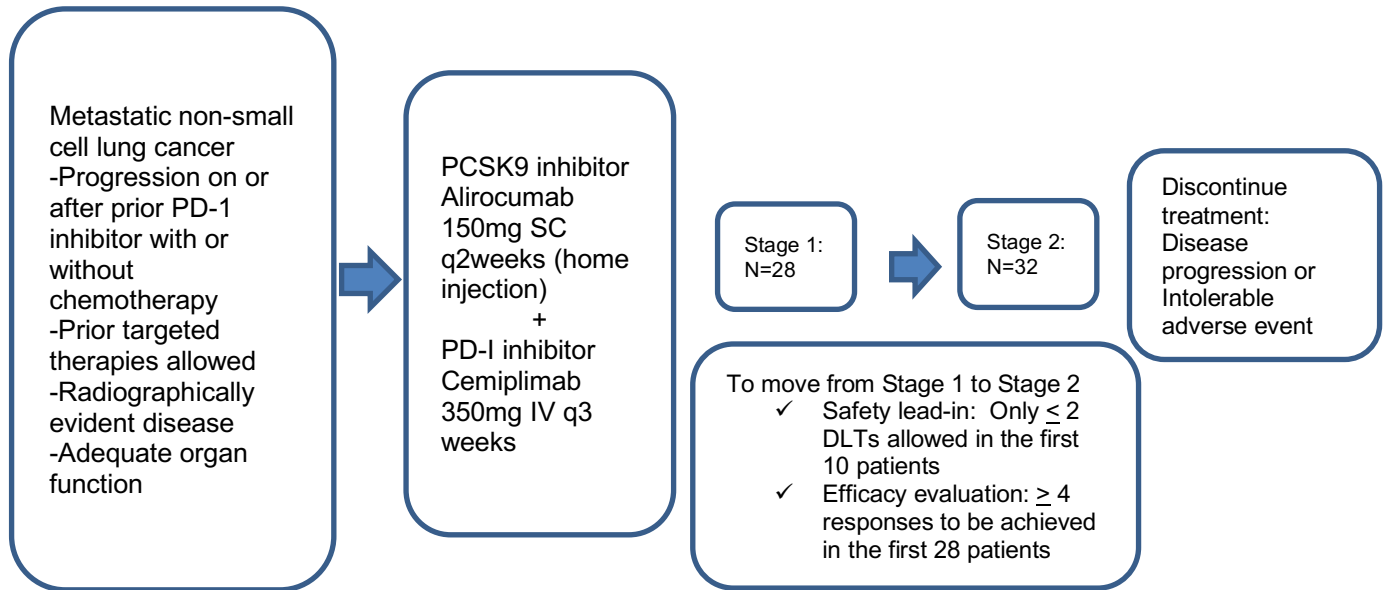 Metastatic non-small
cell lung cancer
-Progression on or
after prior PD-1
inhibitor with or
without
chemotherapy
-Prior targeted
therapies allowed
-Radiographically
evident disease
-Adequate organ
function
PCSK9 inhibitor
Alirocumab
150mg SC
q2weeks (home
injection)
+
PD-I inhibitor
Cemiplimab
350mg IV q3
weeks
Stage 1:
N=28
Stage 2:
N=32
To move from Stage 1 to Stage 2
✓ Safety lead-in: Only ≤ 2
DLTs allowed in the first
10 patients
✓ Efficacy evaluation: ≥ 4
responses to be achieved
in the first 28 patients
Discontinue
treatment:
Disease
progression or
Intolerable
adverse event